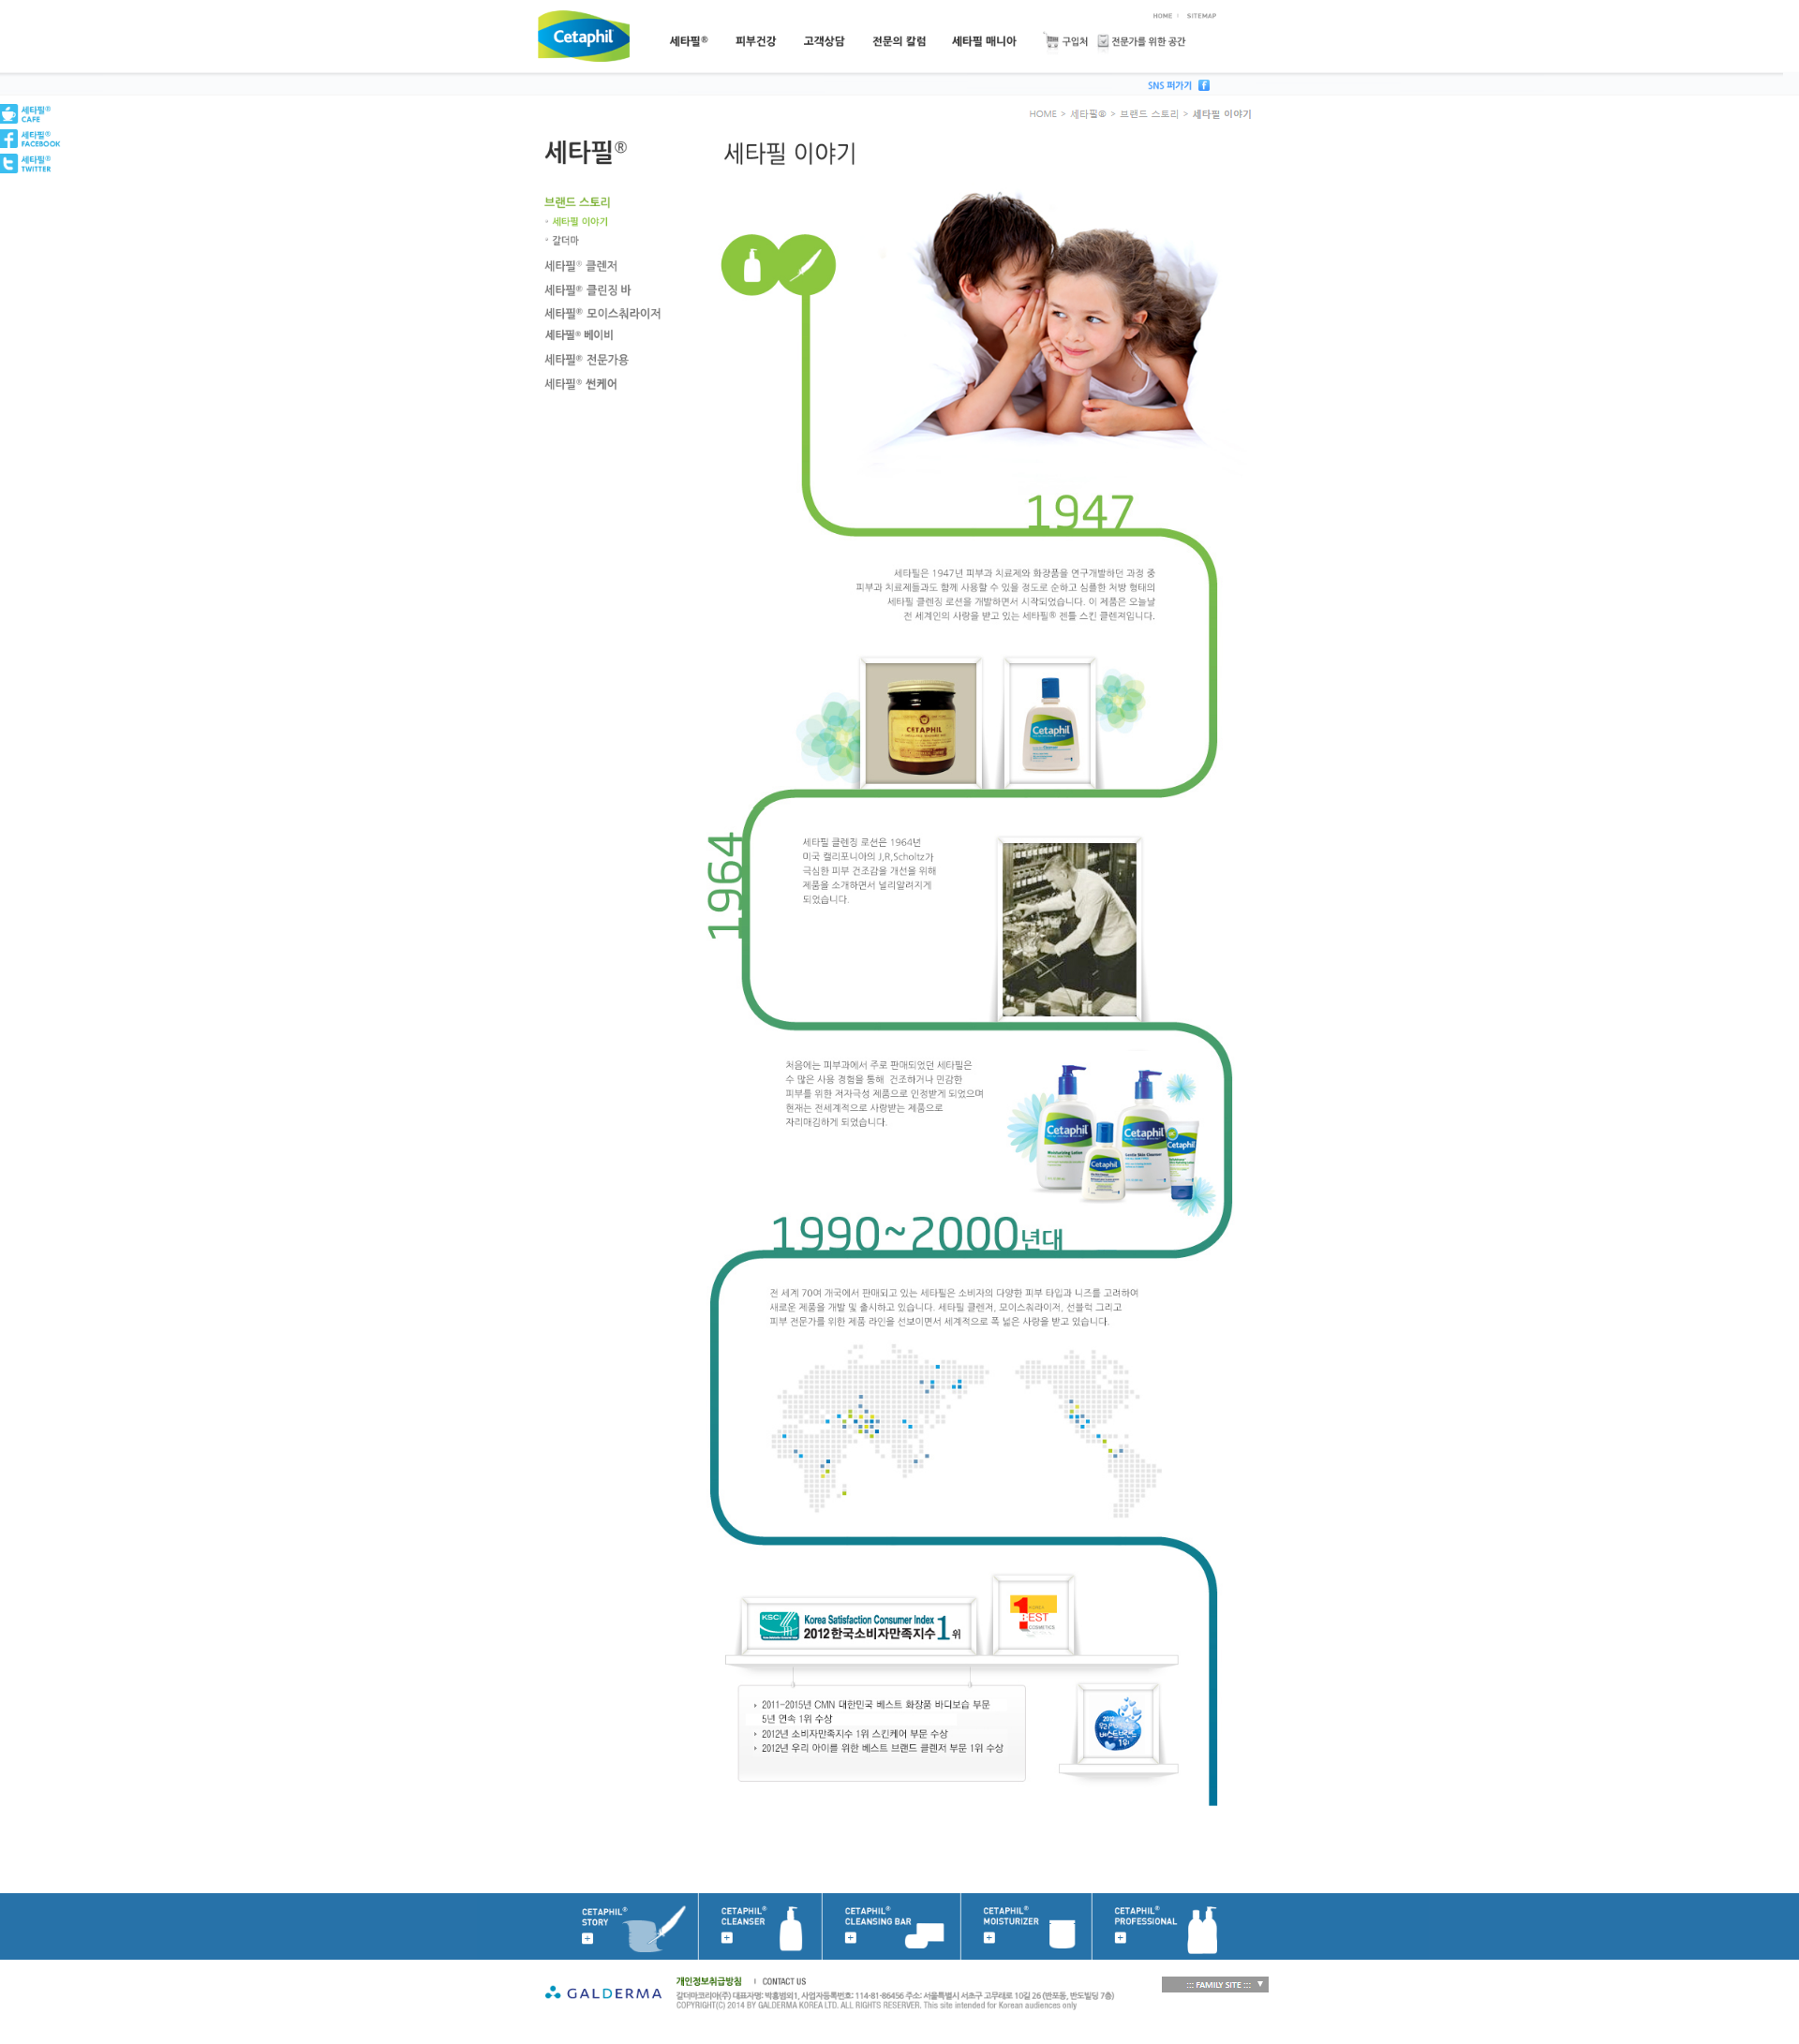 HOME
SITEMAP
Cetaphil
세타필®
피부건강
고객상담
전문의 칼럼
세타필 매니아
구입처
전문가를 위한 공간
SNS 퍼가기
세타필®
CAFE
세타필®
FACEBOOK
세타필®
TWITTER
HOME > 세타필® > 브랜드 스토리 > 세타필 이야기
세타필®
세타필 이야기
브랜드 스토리
세타필 이야기
갈더마
세타필® 클렌저
세타필® 클린징 바
세타필® 모이스춰라이저
세타필® 베이비
세타필® 전문가용
세타필® 썬케어
1947
세타필은 1947년 피부과 치료제와 화장품을 연구개발하던 과정 중
피부과 치료제들과도 함께 사용할 수 있을 정도로 순하고 심플한 처방 형태의
세타필 클렌징 로션을 개발하면서 시작되었습니다. 이 제품은 오늘날
전 세계인의 사랑을 받고 있는 세타필® 젠틀 스킨 클렌저입니다.
CETAPHIL
Cetaphil
Cleanser
1964
세타필 클렌징 로션은 1964년
미국 캘리포니아의 J,R,Scholtz가
극심한 피부 건조감을 개선을 위해
제품을 소개하면서 널리알려지게
되었습니다.
처음에는 피부과에서 주로 판매되었던 세타필은
수 많은 사용 경험을 통해 건조하거나 민감한
피부를 위한 저자극성 제품으로 인정받게 되었으며
현재는 전세계적으로 사랑받는 제품으로
자리매김하게 되었습니다.
Cetaphil
Moisturizing Lotion
Cetaphil
Cetaphil
Gentle Skin Cleanser
Cetaphil
1990~2000년대
전 세계 70여 개국에서 판매되고 있는 세타필은 소비자의 다양한 피부 타입과 니즈를 고려하여
새로운 제품을 개발 및 출시하고 있습니다. 세타필 클렌저, 모이스춰라이저, 선블럭 그리고
피부 전문가를 위한 제품 라인을 선보이면서 세계적으로 폭 넓은 사랑을 받고 있습니다.
KSCI
Korea Satisfaction Consumer Index
2012한국소비자만족지수1위
1
KOREA
BEST
COSMETICS
2011-2015년 CMN 대한민국 베스트 화장품 바디보습 부문
5년 연속 1위 수상
2012년 소비자만족지수 1위 스킨케어 부문 수상
2012년 우리 아이를 위한 베스트 브랜드 클렌저 부문 1위 수상
2012
베스트브랜드
1위
CETAPHIL®
STORY
CETAPHIL®
CLEANSER
CETAPHIL®
CLEANSING BAR
CETAPHIL®
MOISTURIZER
CETAPHIL®
PROFESSIONAL
GALDERMA
개인정보취급방침
CONTACT US
갈더마코리아(주) 대표자명: 박흥범외1, 사업자등록번호: 114-81-86456 주소: 서울특별시 서초구 고무래로 10길 26 (반포동, 반도빌딩 7층)
COPYRIGHT(C) 2014 BY GALDERMA KOREA LTD. ALL RIGHTS RESERVER. This site intended for Korean audiences only
::: FAMILY SITE ::: ▼